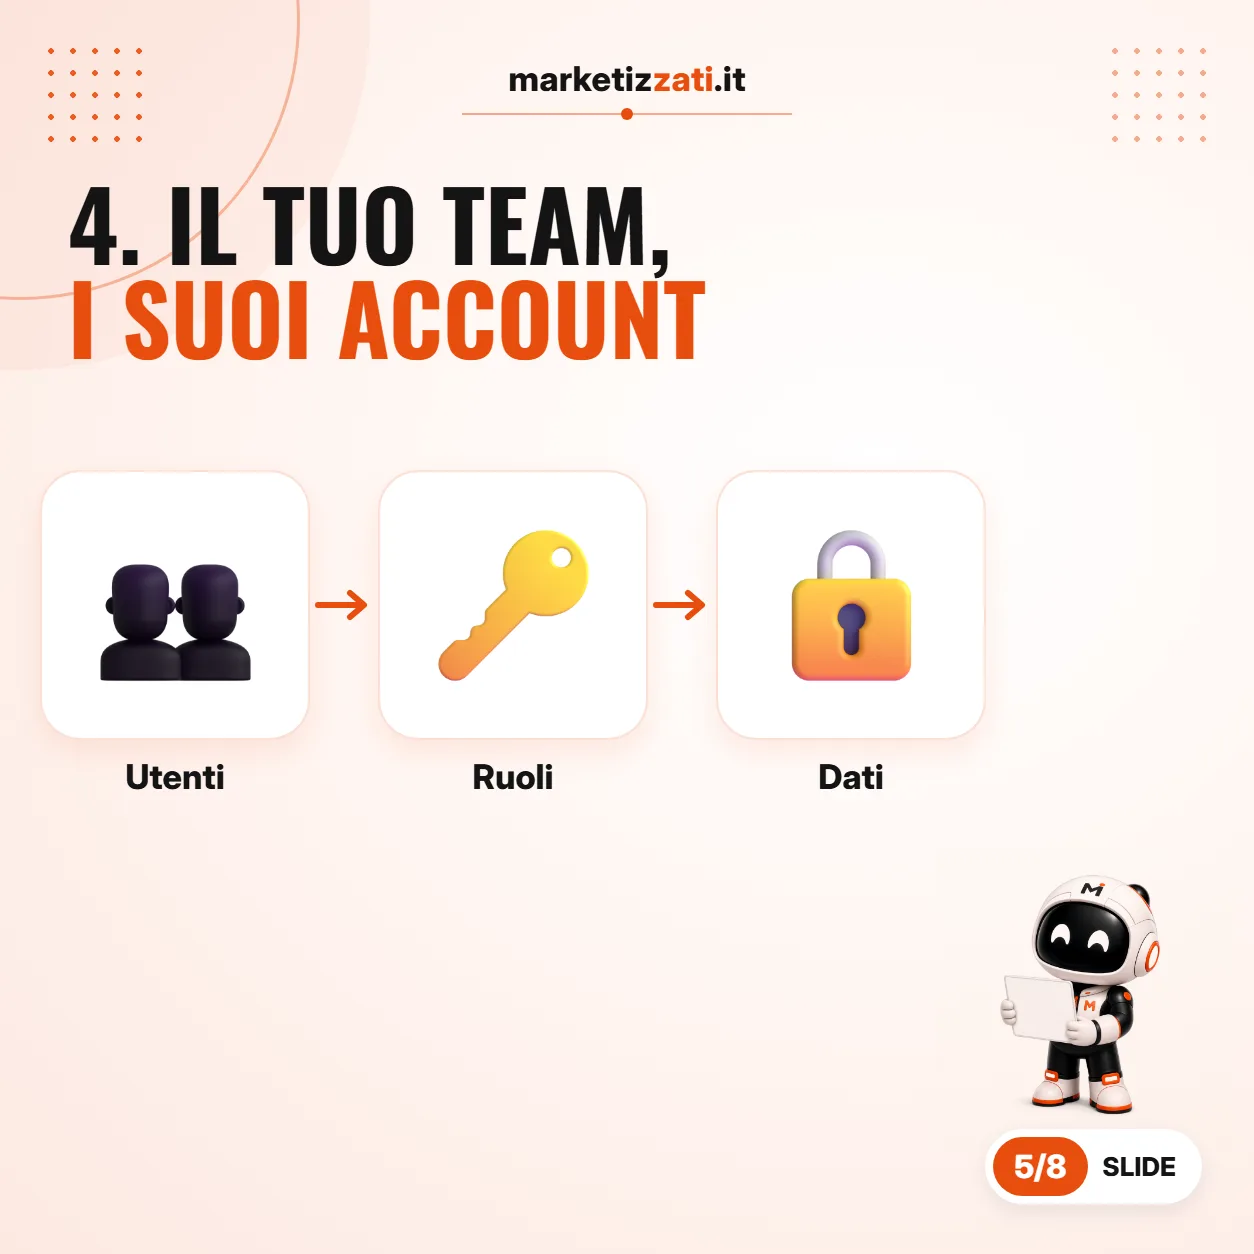 marketizzati.it
4. IL TUO TEAM,
I SUOI ACCOUNT
Utenti
Ruoli
Dati
M
M
5/8 SLIDE